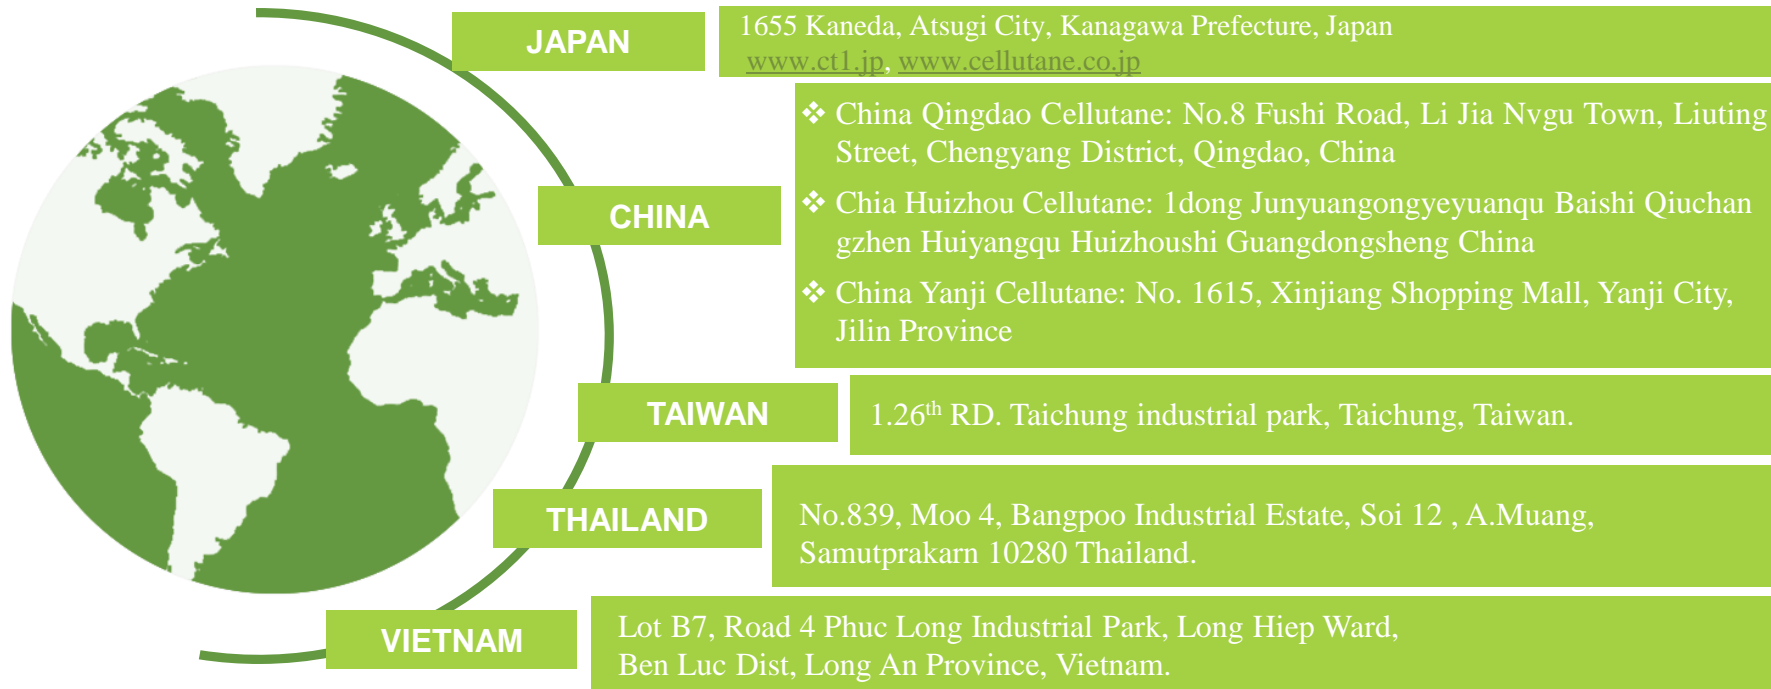 JAPAN
1655 Kaneda, Atsugi City, Kanagawa Prefecture, Japan
www.ct1.jp, www.cellutane.co.jp
CHINA
❖ China Qingdao Cellutane: No.8 Fushi Road, Li Jia Nvgu Town, Liuting
Street, Chengyang District, Qingdao, China
❖ Chia Huizhou Cellutane: 1dong Junyuangongyeyuanqu Baishi Qiuchan
gzhen Huiyangqu Huizhoushi Guangdongsheng China
❖ China Yanji Cellutane: No. 1615, Xinjiang Shopping Mall, Yanji City,
Jilin Province
TAIWAN
1.26th RD. Taichung industrial park, Taichung, Taiwan.
THAILAND
No.839, Moo 4, Bangpoo Industrial Estate, Soi 12 , A.Muang,
Samutprakarn 10280 Thailand.
VIETNAM
Lot B7, Road 4 Phuc Long Industrial Park, Long Hiep Ward,
Ben Luc Dist, Long An Province, Vietnam.